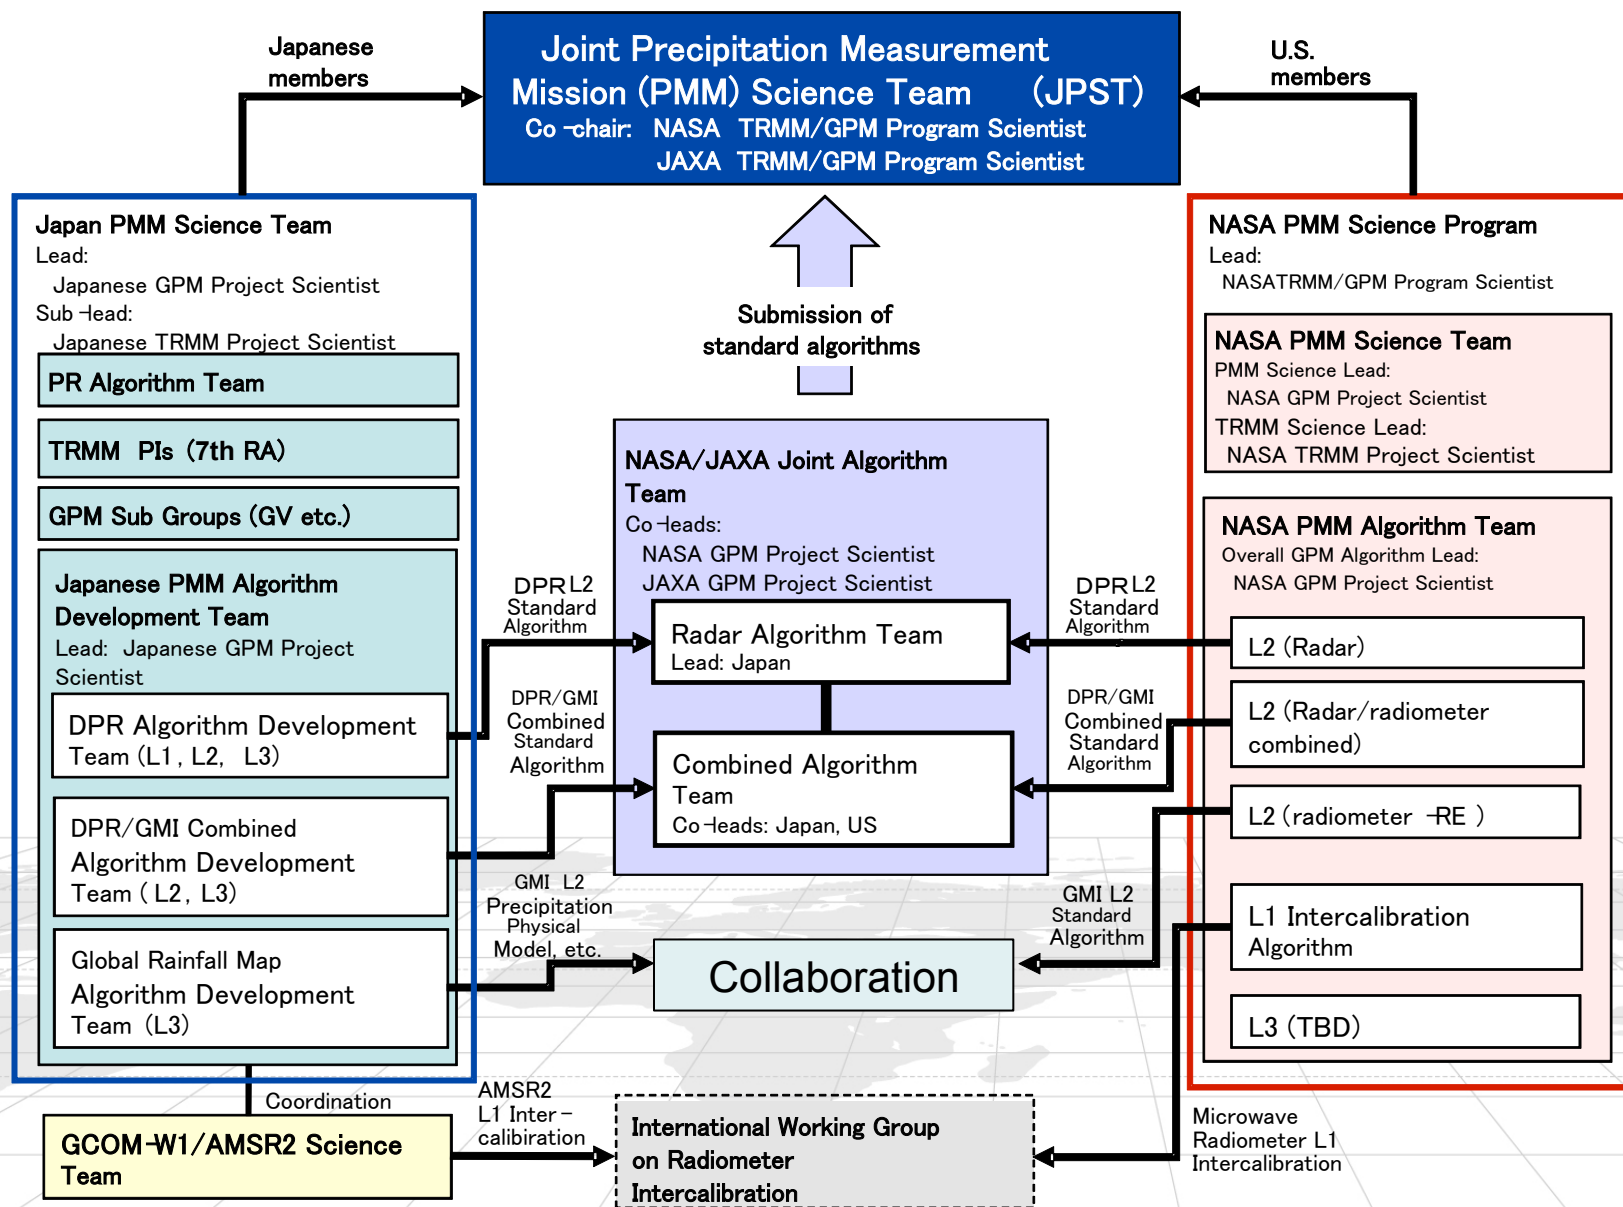 Japanese
members
Joint Precipitation Measurement
Mission (PMM) Science Team (JPST)
Co-chair: NASA TRMM/GPM Program Scientist
JAXA TRMM/GPM Program Scientist
U.S.
members
Japan PMM Science Team
Lead:
Japanese GPM Project Scientist
Sub-lead:
Japanese TRMM Project Scientist
PR Algorithm Team
TRMM PIs (7th RA)
GPM Sub Groups (GV etc.)
Japanese PMM Algorithm
Development Team
Lead: Japanese GPM Project
Scientist
DPR Algorithm Development
Team (L1, L2, L3)
DPR/GMI Combined
Algorithm Development
Team (L2, L3)
Global Rainfall Map
Algorithm Development
Team (L3)
Coordination
GCOM-W1/AMSR2 Science
Team
Submission of
standard algorithms
DPR L2
Standard
Algorithm
DPR/GMI
Combined
Standard
Algorithm
GMI L2
Precipitation
Physical
Model, etc.
AMSR2
L1 Inter-
calibiration
NASA/JAXA Joint Algorithm
Team
Co-leads:
NASA GPM Project Scientist
JAXA GPM Project Scientist
Radar Algorithm Team
Lead: Japan
Combined Algorithm
Team
Co-leads: Japan, US
Collaboration
International Working Group
on Radiometer
Intercalibration
DPR L2
Standard
Algorithm
DPR/GMI
Combined
Standard
Algorithm
GMI L2
Standard
Algorithm
Microwave
Radiometer L1
Intercalibration
NASA PMM Science Program
Lead:
NASATRMM/GPM Program Scientist
NASA PMM Science Team
PMM Science Lead:
NASA GPM Project Scientist
TRMM Science Lead:
NASA TRMM Project Scientist
NASA PMM Algorithm Team
Overall GPM Algorithm Lead:
NASA GPM Project Scientist
L2 (Radar)
L2 (Radar/radiometer
combined)
L2 (radiometer -RE )
L1 Intercalibration
Algorithm
L3 (TBD)